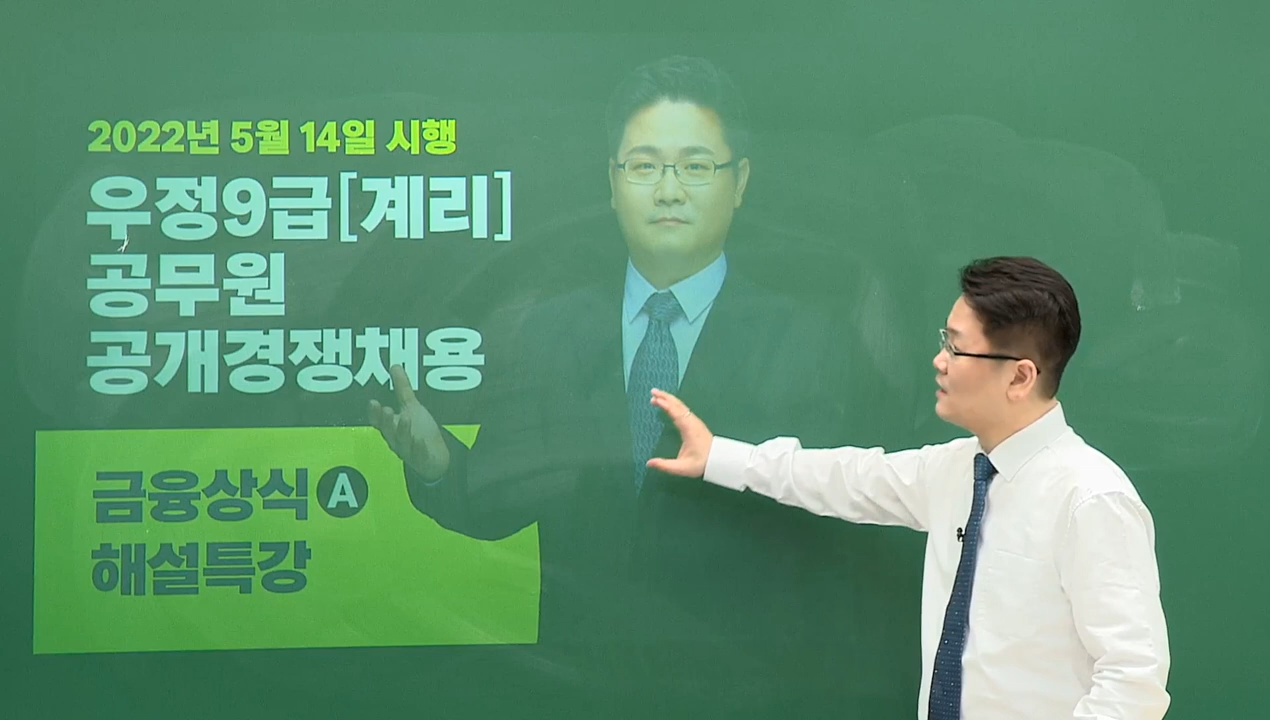 2022년 5월 14일 시행
우정9급[계리]
공무원
공개경쟁채용
금융상식 A
해설특강